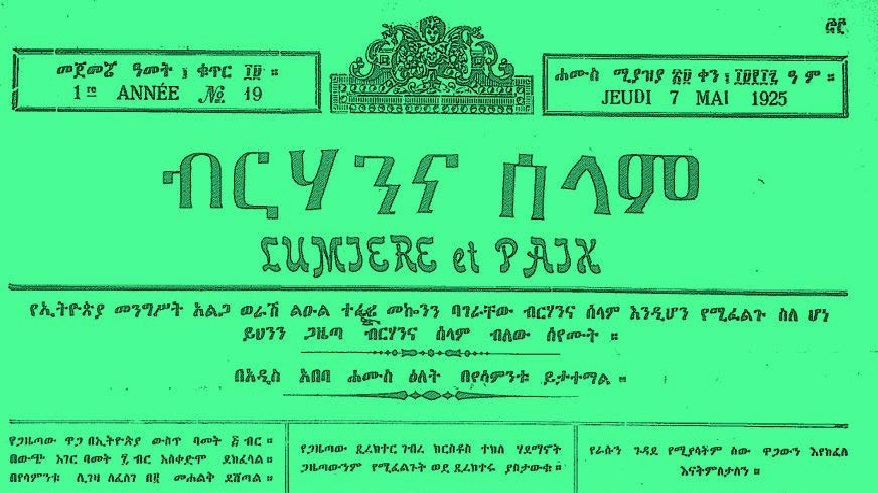 ፸፭
መጀመሪያ ዓመት ፤ ቁጥር ፲፱ ።
1re ANNÉE № 19
ሐሙስ ሚያዝያ ፳፱ ቀን ፤ ፲፱፻፲፯ ዓ ም ።
JEUDI 7 MAI 1925
ብርሃንና ሰላም
LUMIERE et PAIX
የኢትዮጵያ መንግሥት አልጋ ወራሽ ልዑል ተፈሪ መኰንን ባገራቸው ብርሃንና ሰላም እንዲሆን የሚፈልጉ ስለ ሆነ
ይህንን ጋዜጣ ብርሃንና ሰላም ብለው ሰየሙት ።
በአዲስ አበባ ሐሙስ ዕለት በየሳምንቱ ይታተማል ።
የጋዜጣው ዋጋ በኢትዮጵያ ውስጥ ባመት ፭ ብር ።
በውጭ አገር ባመት ፯ ብር አስቀድሞ ይከፈላል ።
በየሳምንቱ ሲገዛ ለፈለገ በ፪ መሐልቅ ይሸጣል ።
የጋዜጣው ዲሬክተር ገብረ ክርስቶስ ተክለ ሃይማኖት
ጋዜጣውንም የሚፈልጉት ወደ ዲሬክተሩ ያስታውቁ ።
የራሱን ጉዳይ የሚያሳትም ሰው ዋጋውን እየከፈለ
እናትምለታለን ።